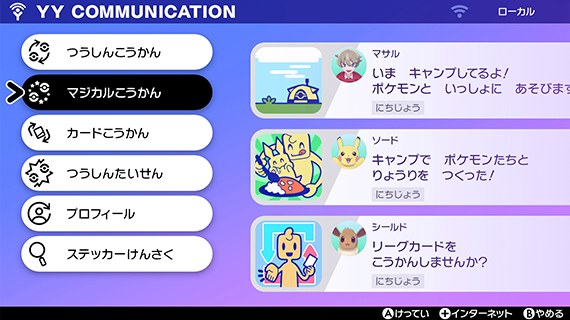 YY COMMUNICATION
ローカル
つうしんこうかん
マジカルこうかん
カードこうかん
つうしんたいせん
プロフィール
ステッカーけんさく
マサル
いま　キャンプしてるよ！
ポケモンと　いっしょに　あそびます
にちじょう
ソード
キャンプで　ポケモンたちと
りょうりを　つくった！
にちじょう
シールド
リーグカードを
こうかんしませんか？
にちじょう
Aけってい　+インターネット　Bやめる